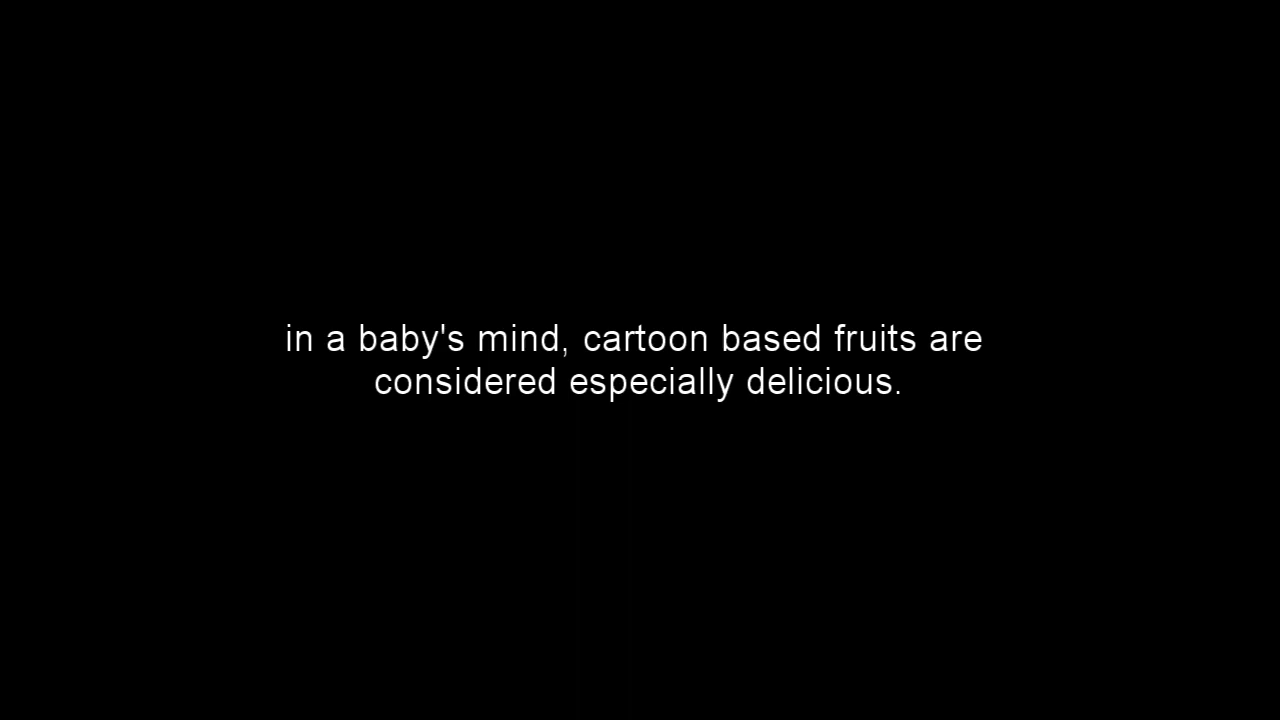 in a baby's mind, cartoon based fruits are
considered especially delicious.